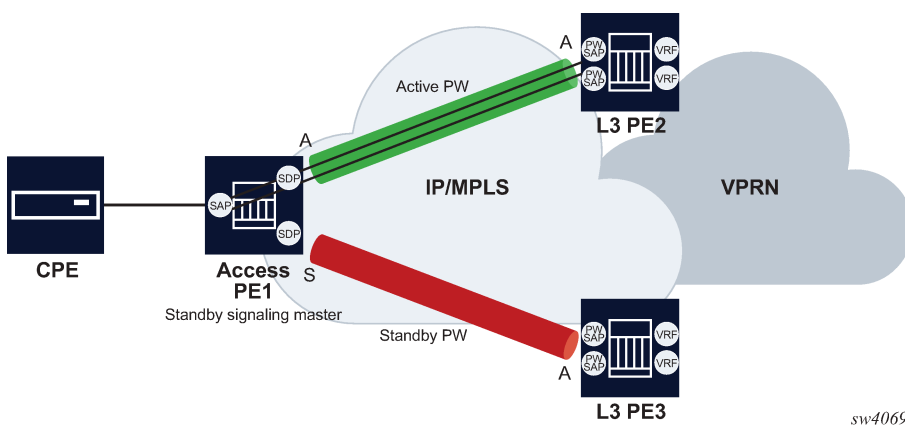 A
PW
SAP
VRF
PW
SAP
VRF
Active PW
L3 PE2
A
SDP
SAP
IP/MPLS
VPRN
SDP
CPE
Access
PE1
S
Standby signaling master
Standby PW
PW
SAP
VRF
PW
SAP
VRF
A
L3 PE3
sw4069